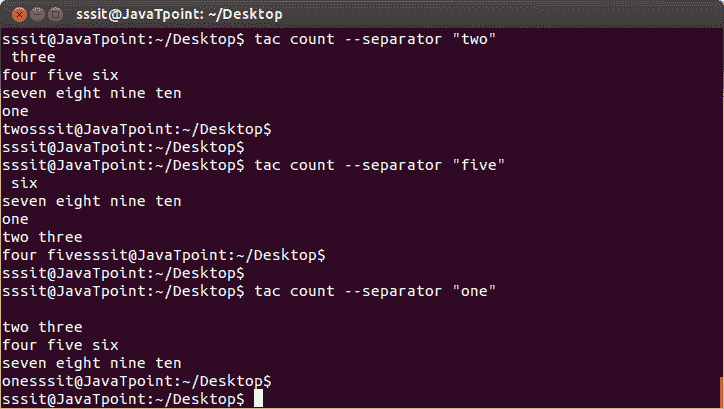 sssit@JavaTpoint: ~/Desktop
sssit@JavaTpoint:~/Desktop$ tac count --separator "two"
 three
four five six
seven eight nine ten
one
twosssit@JavaTpoint:~/Desktop$
sssit@JavaTpoint:~/Desktop$
sssit@JavaTpoint:~/Desktop$ tac count --separator "five"
 six
seven eight nine ten
one
two three
four fivesssit@JavaTpoint:~/Desktop$
sssit@JavaTpoint:~/Desktop$
sssit@JavaTpoint:~/Desktop$ tac count --separator "one"

two three
four five six
seven eight nine ten
onesssit@JavaTpoint:~/Desktop$
sssit@JavaTpoint:~/Desktop$